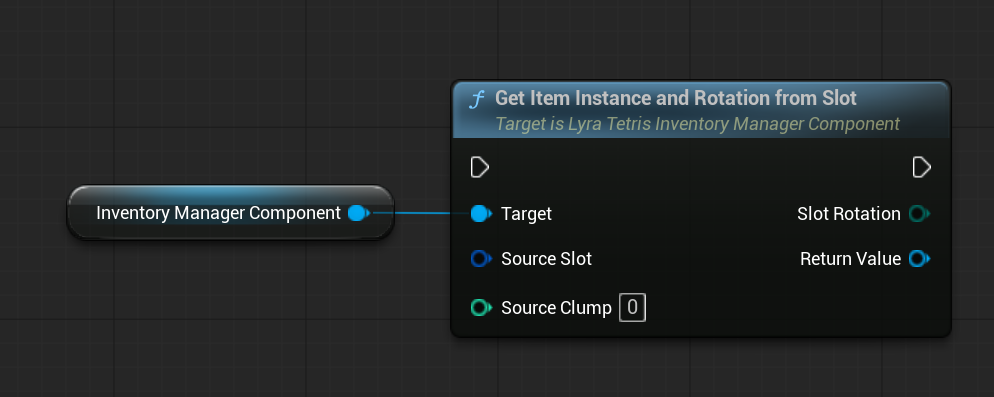 Get Item Instance and Rotation from Slot
Target is Lyra Tetris Inventory Manager Component
Inventory Manager Component
Target
Slot Rotation
Source Slot
Return Value
Source Clump 0